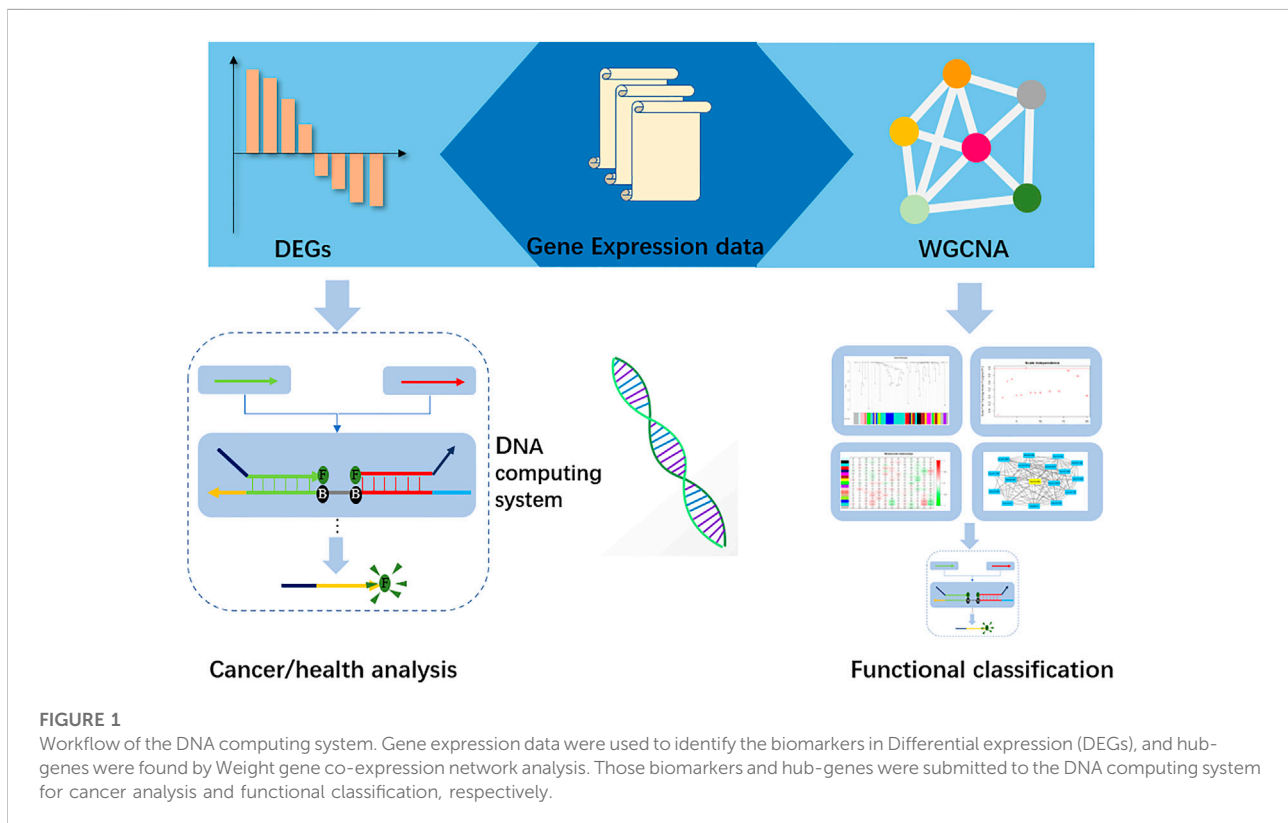 DEGs
Gene Expression data
WGCNA
F
F
B
B
DNA
computing
system
F
Cancer/health analysis
Functional classification
FIGURE 1
Workflow of the DNA computing system. Gene expression data were used to identify the biomarkers in Differential expression (DEGs), and hub-
genes were found by Weight gene co-expression network analysis. Those biomarkers and hub-genes were submitted to the DNA computing system
for cancer analysis and functional classification, respectively.